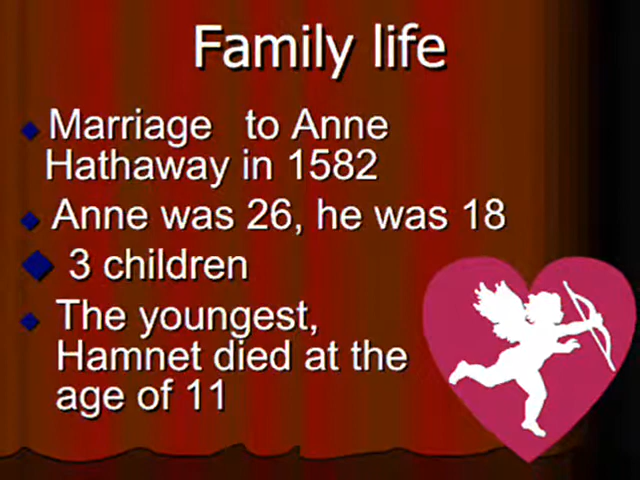 Family life
Marriage to Anne
Hathaway in 1582
Anne was 26, he was 18
3 children
The youngest,
Hamnet died at the
age of 11